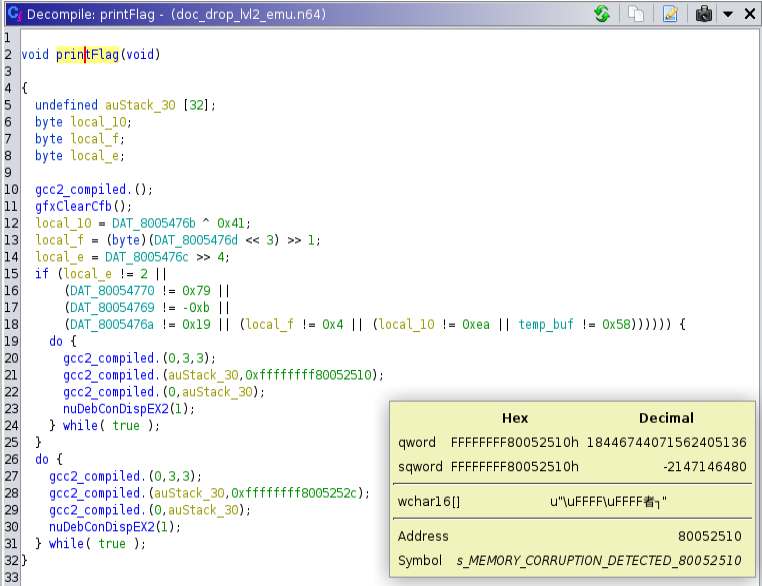 Decompile: printFlag - (doc_drop_lvl2_emu.n64)
1
2 void printFlag(void)
3
4 {
5 undefined auStack_30 [32];
6 byte local_10;
7 byte local_f;
8 byte local_e;
9
10 gcc2_compiled.();
11 gfxClearCfb();
12 local_10 = DAT_8005476b ^ 0x41;
13 local_f = (byte)(DAT_8005476d << 3) >> 1;
14 local_e = DAT_8005476c >> 4;
15 if (local_e != 2 ||
16 (DAT_80054770 != 0x79 ||
17 (DAT_80054769 != -0xb ||
18 (DAT_8005476a != 0x19 || (local_f != 0x4 || (local_10 != 0xea || temp_buf != 0x58)))))) {
19 do {
20 gcc2_compiled.(0,3,3);
21 gcc2_compiled.(auStack_30,0xffffffff80052510);
22 gcc2_compiled.(0,auStack_30);
23 nuDebConDispEX2(1);
24 } while( true );
25 }
26 do {
27 gcc2_compiled.(0,3,3);
28 gcc2_compiled.(auStack_30,0xffffffff8005252c);
29 gcc2_compiled.(0,auStack_30);
30 nuDebConDispEX2(1);
31 } while( true );
32 }
33
Hex Decimal
qword FFFFFFFF80052510h 18446744071562405136
sqword FFFFFFFF80052510h -2147146480
wchar16[] u"\uFFFF\uFFFF者┐"
Address 80052510
Symbol s_MEMORY_CORRUPTION_DETECTED_80052510